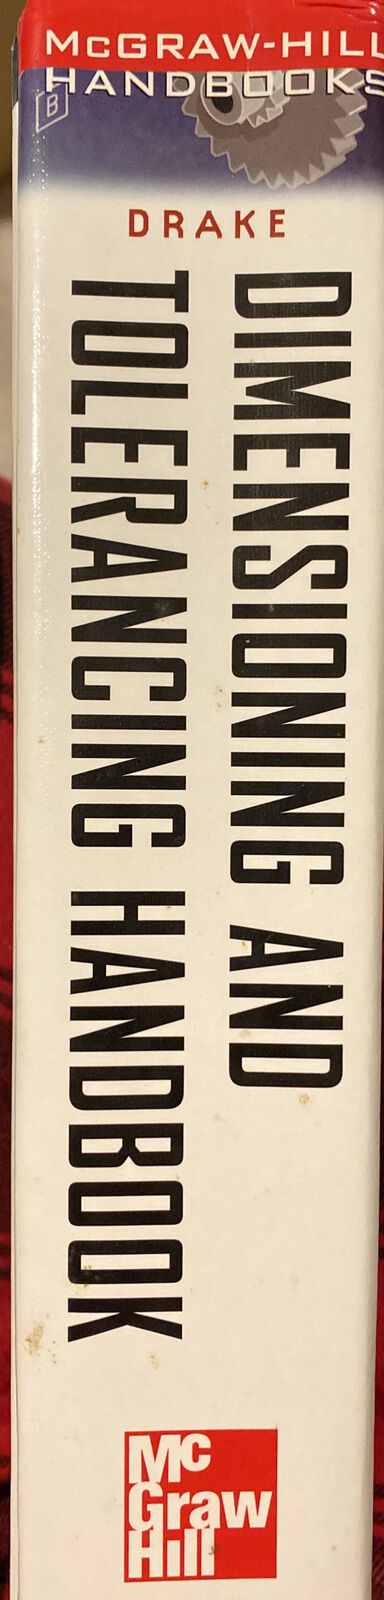 McGRAW-HILL
HANDBOOKS
B
DRAKE
DIMENSIONING AND
TOLERANCING HANDBOOK
Mc
Graw
Hill